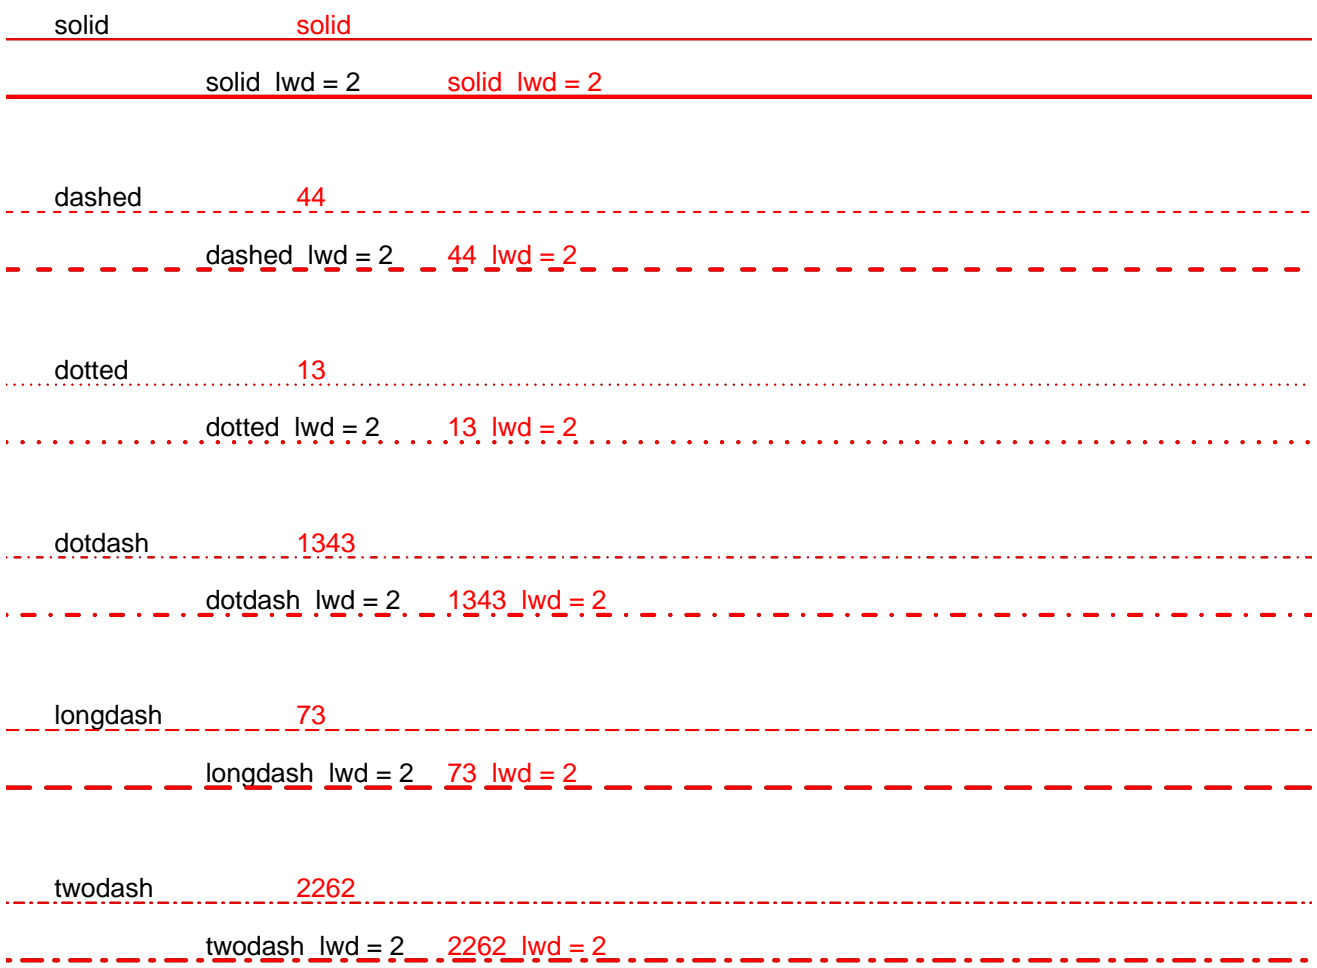 solid solid
solid lwd = 2 solid lwd = 2
dashed 44
dashed lwd = 2 44 lwd = 2
dotted 13
dotted lwd = 2 13 lwd = 2
dotdash 1343
dotdash lwd = 2 1343 lwd = 2
longdash 73
longdash lwd = 2 73 lwd = 2
twodash 2262
twodash lwd = 2 2262 lwd = 2